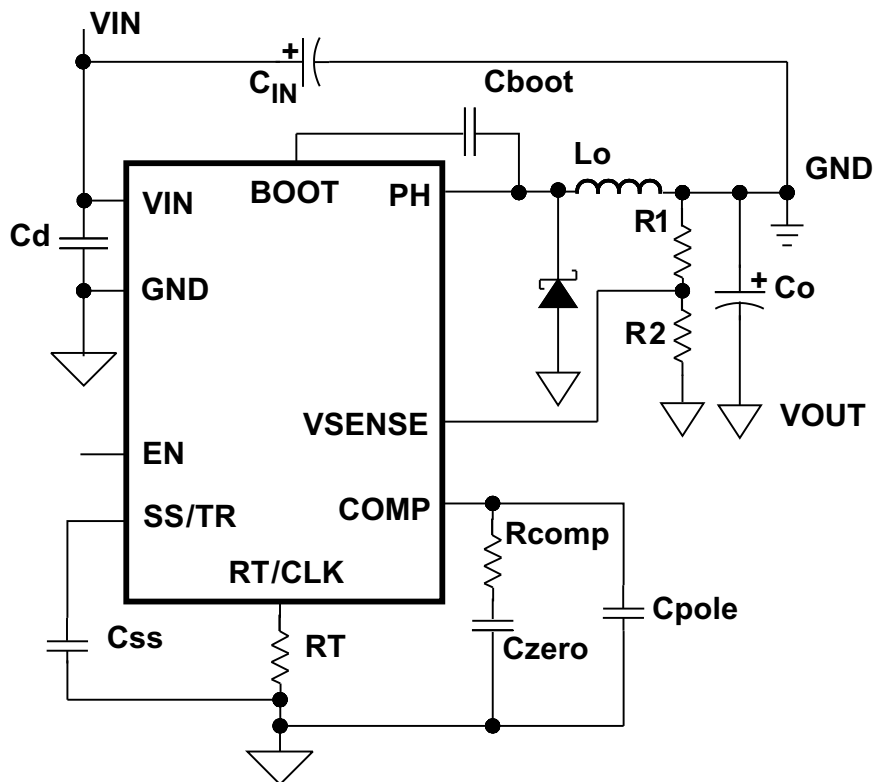 VIN
+
CIN
Cboot
Lo
GND
BOOT
PH
VIN
R1
Cd
GND
+
Co
R2
VSENSE
VOUT
EN
SS/TR
COMP
Rcomp
RT/CLK
Cpole
Css
RT
Czero